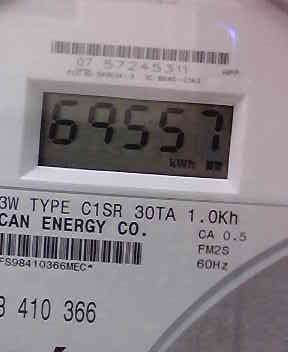 07 57245311
69557
kWh
3W TYPE C1SR 30TA 1.0Kh
CAN ENERGY CO.
CA 0.5
FM2S
FS98410366MEC*
60Hz
8 410 366